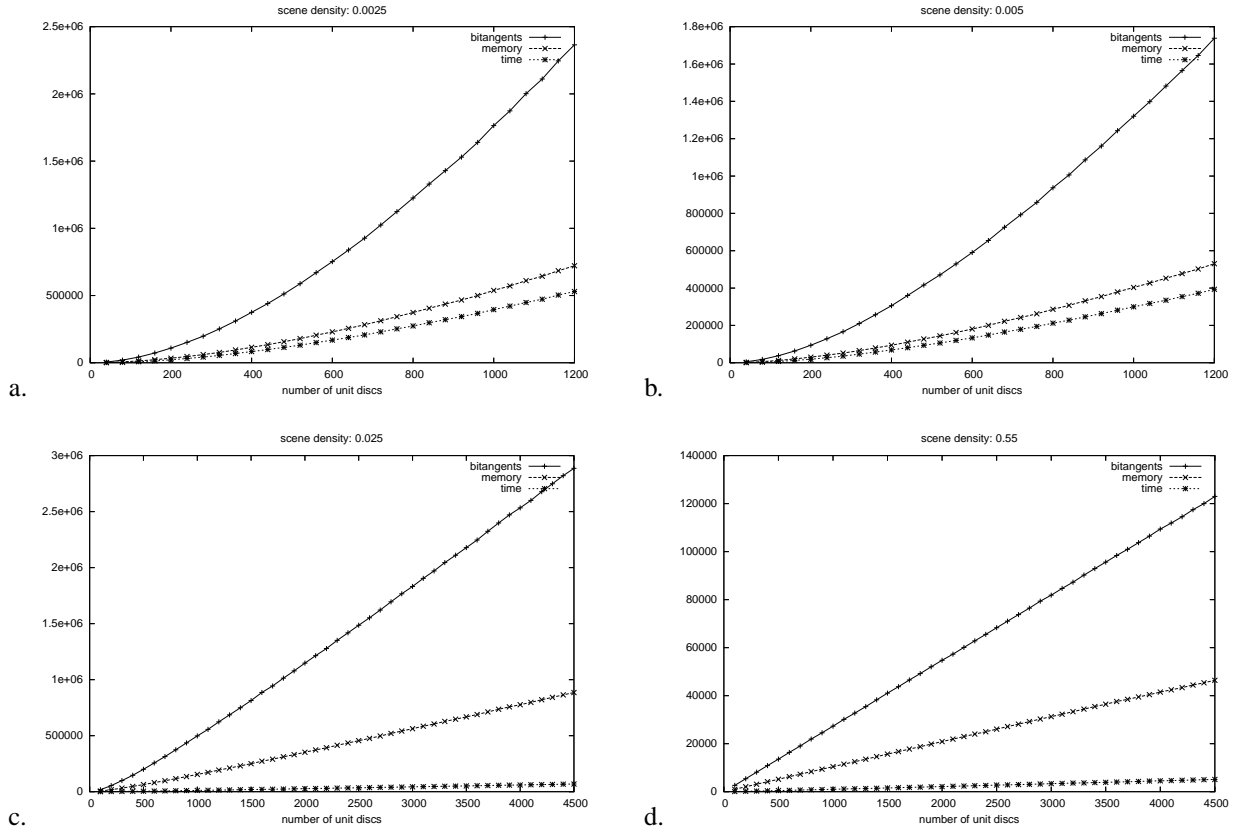 scene density: 0.0025
2.5e+06
2e+06
1.5e+06
1e+06
500000
0
bitangents
memory
time
0 200 400 600 800 1000 1200
number of unit discs
a.
scene density: 0.005
1.8e+06
1.6e+06
1.4e+06
1.2e+06
1e+06
800000
600000
400000
200000
0
bitangents
memory
time
0 200 400 600 800 1000 1200
number of unit discs
b.
scene density: 0.025
3e+06
2.5e+06
2e+06
1.5e+06
1e+06
500000
0
bitangents
memory
time
0 500 1000 1500 2000 2500 3000 3500 4000 4500
number of unit discs
c.
scene density: 0.55
140000
120000
100000
80000
60000
40000
20000
0
bitangents
memory
time
0 500 1000 1500 2000 2500 3000 3500 4000 4500
number of unit discs
d.